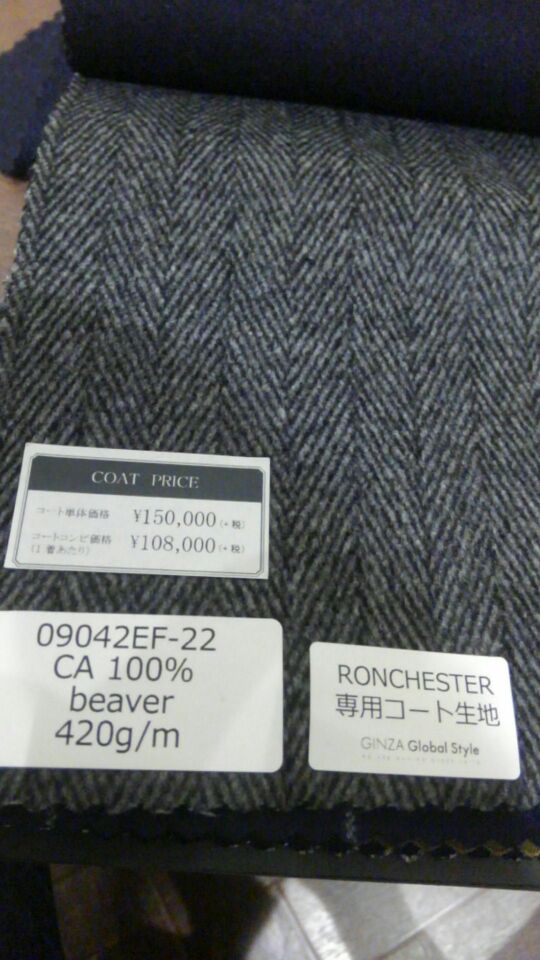 COAT PRICE
コート単体価格 ¥150,000(+税)
コートコンビ価格 ¥108,000(+税)
(1着あたり)
09042EF-22
CA 100%
beaver
420g/m
RONCHESTER
専用コート生地
GINZA Global Style